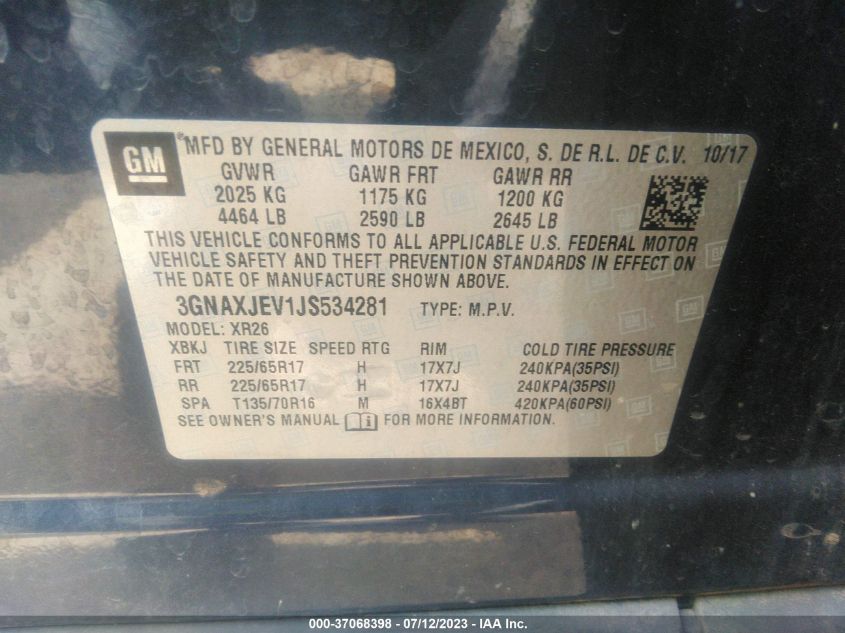 GM ®MFD BY GENERAL MOTORS DE MEXICO, S. DE R.L. DE C.V. 10/17
GVWR GAWR FRT GAWR RR
2025 KG 1175 KG 1200 KG
4464 LB 2590 LB 2645 LB
THIS VEHICLE CONFORMS TO ALL APPLICABLE U.S. FEDERAL MOTOR
VEHICLE SAFETY AND THEFT PREVENTION STANDARDS IN EFFECT ON
THE DATE OF MANUFACTURE SHOWN ABOVE.
3GNAXJEV1JS534281 TYPE: M.P.V.
MODEL: XR26
XBKJ TIRE SIZE SPEED RTG RIM COLD TIRE PRESSURE
FRT 225/65R17 H 17X7J 240KPA(35PSI)
RR 225/65R17 H 17X7J 240KPA(35PSI)
SPA T135/70R16 M 16X4BT 420KPA(60PSI)
SEE OWNER'S MANUAL i FOR MORE INFORMATION.
000-37068398 - 07/12/2023 - IAA Inc.